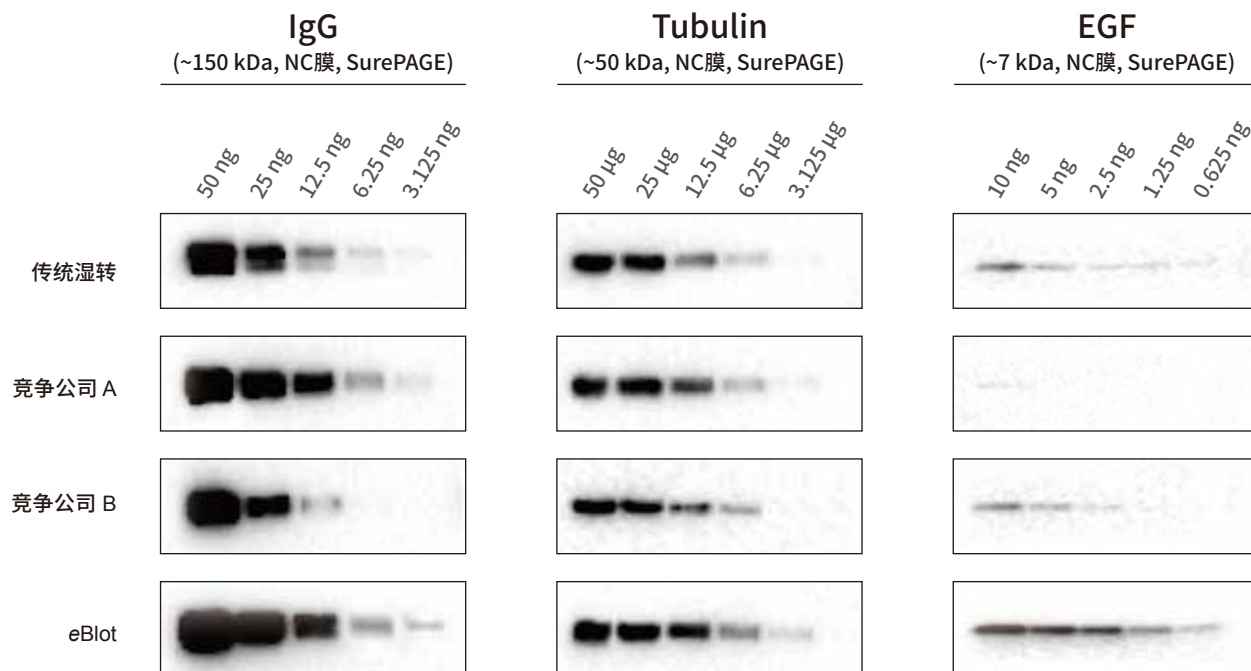 IgG
(~150 kDa, NC膜, SurePAGE)
50 ng 25 ng 12.5 ng 6.25 ng 3.125 ng
Tubulin
(~50 kDa, NC膜, SurePAGE)
50 μg 25 μg 12.5 μg 6.25 μg 3.125 μg
EGF
(~7 kDa, NC膜, SurePAGE)
10 ng 5 ng 2.5 ng 1.25 ng 0.625 ng
传统湿转
竞争公司 A
竞争公司 B
eBlot